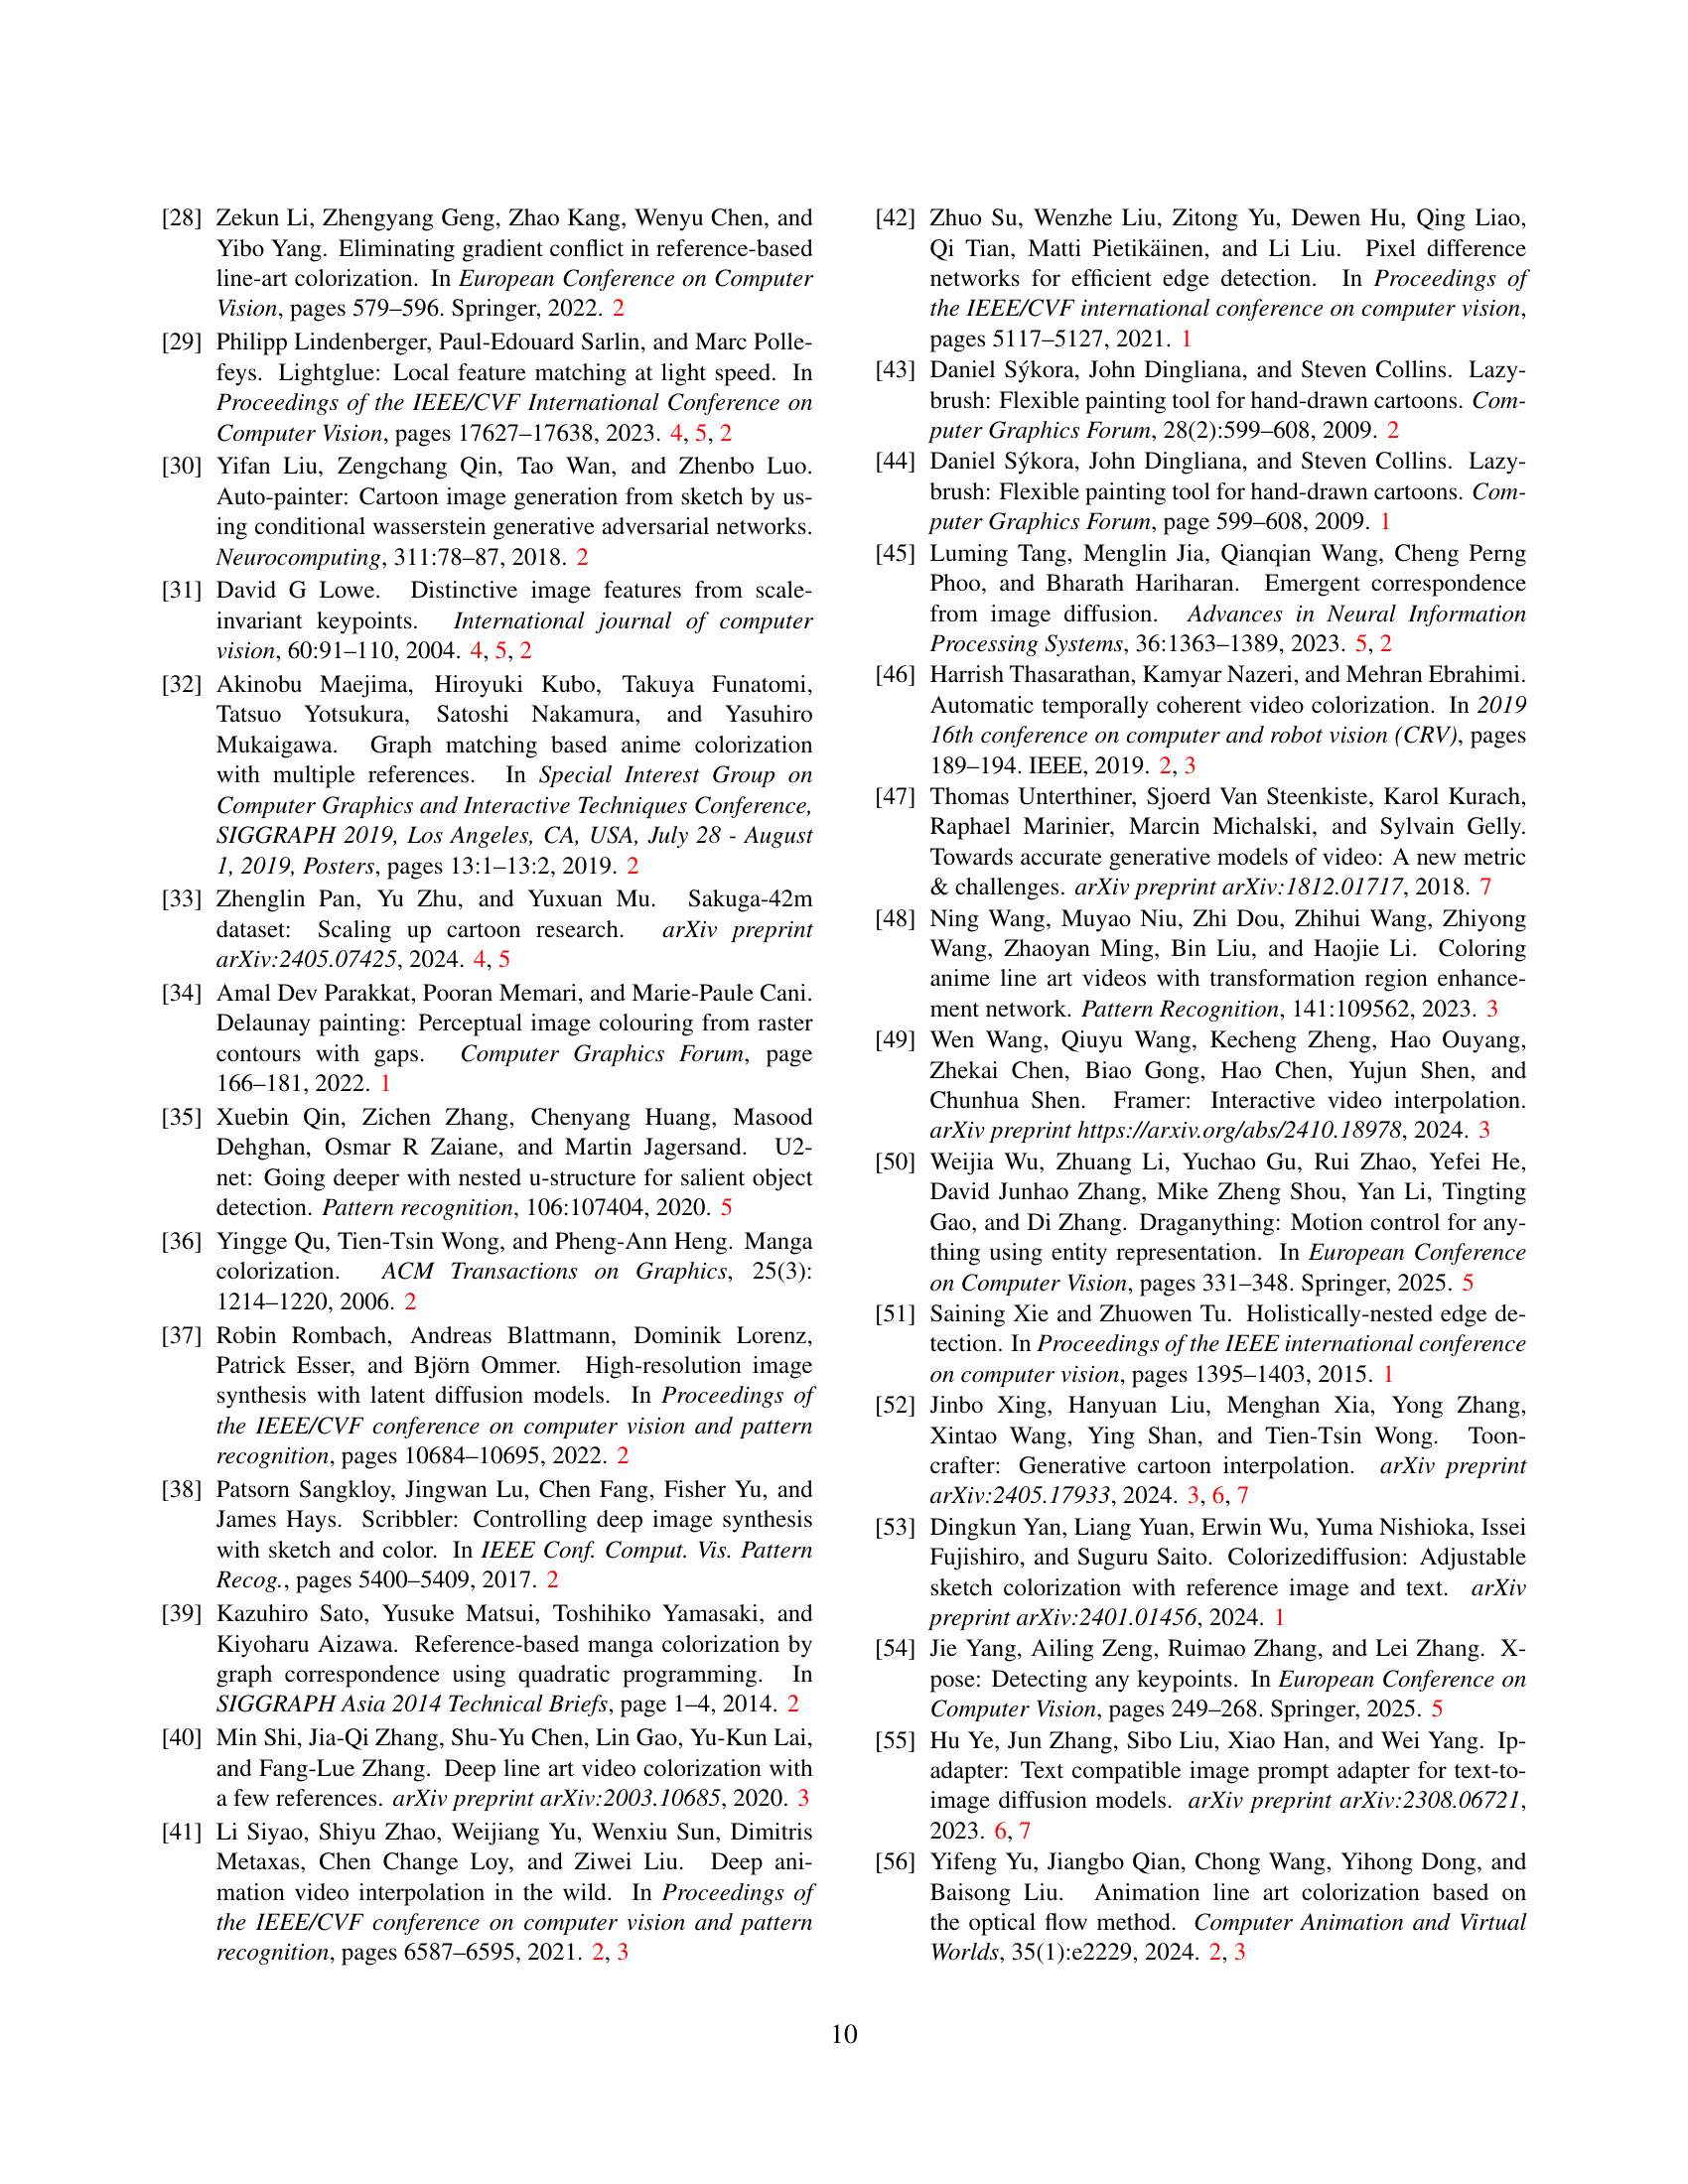 [28] Zekun Li, Zhengyang Geng, Zhao Kang, Wenyu Chen, and
Yibo Yang. Eliminating gradient conflict in reference-based
line-art colorization. In European Conference on Computer
Vision, pages 579–596. Springer, 2022. 2
[29] Philipp Lindenberger, Paul-Edouard Sarlin, and Marc Polle-
feys. Lightglue: Local feature matching at light speed. In
Proceedings of the IEEE/CVF International Conference on
Computer Vision, pages 17627–17638, 2023. 4, 5, 2
[30] Yifan Liu, Zengchang Qin, Tao Wan, and Zhenbo Luo.
Auto-painter: Cartoon image generation from sketch by us-
ing conditional wasserstein generative adversarial networks.
Neurocomputing, 311:78–87, 2018. 2
[31] David G Lowe. Distinctive image features from scale-
invariant keypoints. International journal of computer
vision, 60:91–110, 2004. 4, 5, 2
[32] Akinobu Maejima, Hiroyuki Kubo, Takuya Funatomi,
Tatsuo Yotsukura, Satoshi Nakamura, and Yasuhiro
Mukaigawa. Graph matching based anime colorization
with multiple references. In Special Interest Group on
Computer Graphics and Interactive Techniques Conference,
SIGGRAPH 2019, Los Angeles, CA, USA, July 28 - August
1, 2019, Posters, pages 13:1–13:2, 2019. 2
[33] Zhenglin Pan, Yu Zhu, and Yuxuan Mu. Sakuga-42m
dataset: Scaling up cartoon research. arXiv preprint
arXiv:2405.07425, 2024. 4, 5
[34] Amal Dev Parakkat, Pooran Memari, and Marie-Paule Cani.
Delaunay painting: Perceptual image colouring from raster
contours with gaps. Computer Graphics Forum, page
166–181, 2022. 1
[35] Xuebin Qin, Zichen Zhang, Chenyang Huang, Masood
Dehghan, Osmar R Zaiane, and Martin Jagersand. U2-
net: Going deeper with nested u-structure for salient object
detection. Pattern recognition, 106:107404, 2020. 5
[36] Yingge Qu, Tien-Tsin Wong, and Pheng-Ann Heng. Manga
colorization. ACM Transactions on Graphics, 25(3):
1214–1220, 2006. 2
[37] Robin Rombach, Andreas Blattmann, Dominik Lorenz,
Patrick Esser, and Björn Ommer. High-resolution image
synthesis with latent diffusion models. In Proceedings of
the IEEE/CVF conference on computer vision and pattern
recognition, pages 10684–10695, 2022. 2
[38] Patsorn Sangkloy, Jingwan Lu, Chen Fang, Fisher Yu, and
James Hays. Scribbler: Controlling deep image synthesis
with sketch and color. In IEEE Conf. Comput. Vis. Pattern
Recog., pages 5400–5409, 2017. 2
[39] Kazuhiro Sato, Yusuke Matsui, Toshihiko Yamasaki, and
Kiyoharu Aizawa. Reference-based manga colorization by
graph correspondence using quadratic programming. In
SIGGRAPH Asia 2014 Technical Briefs, page 1–4, 2014. 2
[40] Min Shi, Jia-Qi Zhang, Shu-Yu Chen, Lin Gao, Yu-Kun Lai,
and Fang-Lue Zhang. Deep line art video colorization with
a few references. arXiv preprint arXiv:2003.10685, 2020. 3
[41] Li Siyao, Shiyu Zhao, Weijiang Yu, Wenxiu Sun, Dimitris
Metaxas, Chen Change Loy, and Ziwei Liu. Deep ani-
mation video interpolation in the wild. In Proceedings of
the IEEE/CVF conference on computer vision and pattern
recognition, pages 6587–6595, 2021. 2, 3
[42] Zhuo Su, Wenzhe Liu, Zitong Yu, Dewen Hu, Qing Liao,
Qi Tian, Matti Pietikäinen, and Li Liu. Pixel difference
networks for efficient edge detection. In Proceedings of
the IEEE/CVF international conference on computer vision,
pages 5117–5127, 2021. 1
[43] Daniel Sýkora, John Dingliana, and Steven Collins. Lazy-
brush: Flexible painting tool for hand-drawn cartoons. Com-
puter Graphics Forum, 28(2):599–608, 2009. 2
[44] Daniel Sýkora, John Dingliana, and Steven Collins. Lazy-
brush: Flexible painting tool for hand-drawn cartoons. Com-
puter Graphics Forum, page 599–608, 2009. 1
[45] Luming Tang, Menglin Jia, Qianqian Wang, Cheng Perng
Phoo, and Bharath Hariharan. Emergent correspondence
from image diffusion. Advances in Neural Information
Processing Systems, 36:1363–1389, 2023. 5, 2
[46] Harrish Thasarathan, Kamyar Nazeri, and Mehran Ebrahimi.
Automatic temporally coherent video colorization. In 2019
16th conference on computer and robot vision (CRV), pages
189–194. IEEE, 2019. 2, 3
[47] Thomas Unterthiner, Sjoerd Van Steenkiste, Karol Kurach,
Raphael Marinier, Marcin Michalski, and Sylvain Gelly.
Towards accurate generative models of video: A new metric
& challenges. arXiv preprint arXiv:1812.01717, 2018. 7
[48] Ning Wang, Muyao Niu, Zhi Dou, Zhihui Wang, Zhiyong
Wang, Zhaoyan Ming, Bin Liu, and Haojie Li. Coloring
anime line art videos with transformation region enhance-
ment network. Pattern Recognition, 141:109562, 2023. 3
[49] Wen Wang, Qiuyu Wang, Kecheng Zheng, Hao Ouyang,
Zhekai Chen, Biao Gong, Hao Chen, Yujun Shen, and
Chunhua Shen. Framer: Interactive video interpolation.
arXiv preprint https://arxiv.org/abs/2410.18978, 2024. 3
[50] Weijia Wu, Zhuang Li, Yuchao Gu, Rui Zhao, Yefei He,
David Junhao Zhang, Mike Zheng Shou, Yan Li, Tingting
Gao, and Di Zhang. Draganything: Motion control for any-
thing using entity representation. In European Conference
on Computer Vision, pages 331–348. Springer, 2025. 5
[51] Saining Xie and Zhuowen Tu. Holistically-nested edge de-
tection. In Proceedings of the IEEE international conference
on computer vision, pages 1395–1403, 2015. 1
[52] Jinbo Xing, Hanyuan Liu, Menghan Xia, Yong Zhang,
Xintao Wang, Ying Shan, and Tien-Tsin Wong. Toon-
crafter: Generative cartoon interpolation. arXiv preprint
arXiv:2405.17933, 2024. 3, 6, 7
[53] Dingkun Yan, Liang Yuan, Erwin Wu, Yuma Nishioka, Issei
Fujishiro, and Suguru Saito. Colorizediffusion: Adjustable
sketch colorization with reference image and text. arXiv
preprint arXiv:2401.01456, 2024. 1
[54] Jie Yang, Ailing Zeng, Ruimao Zhang, and Lei Zhang. X-
pose: Detecting any keypoints. In European Conference on
Computer Vision, pages 249–268. Springer, 2025. 5
[55] Hu Ye, Jun Zhang, Sibo Liu, Xiao Han, and Wei Yang. Ip-
adapter: Text compatible image prompt adapter for text-to-
image diffusion models. arXiv preprint arXiv:2308.06721,
2023. 6, 7
[56] Yifeng Yu, Jiangbo Qian, Chong Wang, Yihong Dong, and
Baisong Liu. Animation line art colorization based on
the optical flow method. Computer Animation and Virtual
Worlds, 35(1):e2229, 2024. 2, 3
10